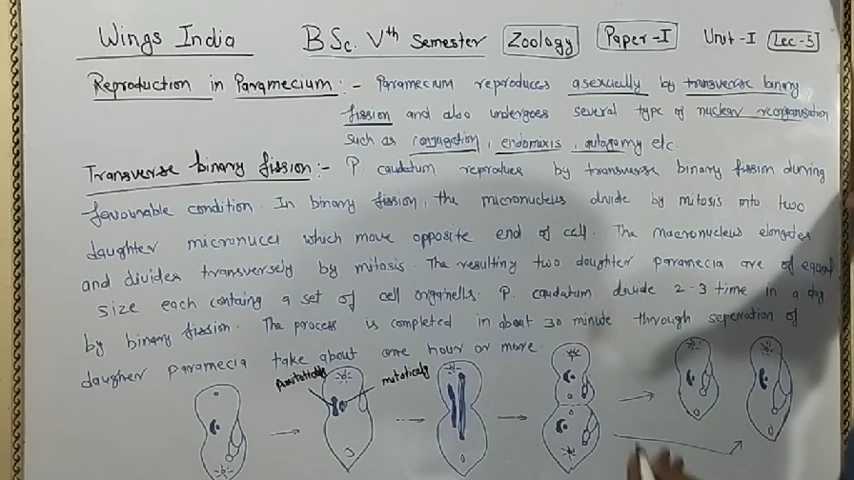 Wings India BSc. Vth Semester Zoology Paper-I Unit-I Lec-5
Reproduction in Paramecium :- Paramecium reproduces asexually by transverse binary
fission and also undergoes several type of nuclear reorganisation
such as conjugation, endomixis, autogamy etc.
Transverse binary fission :- P. caudatum reproduces by transverse binary fission during
favourable condition. In binary fission, the micronucleus divide by mitosis into two
daughter micronucei which move opposite end of cell. The macronucleus elongates
and divides transversely by mitosis. The resulting two daughter paramecia are of equal
size each containg a set of cell organells. P. caudatum divide 2-3 time in a day
by binary fission. The process is completed in about 30 minute through seperation of
daugher paramecia take about one hour or more.
Amitotically mitotically